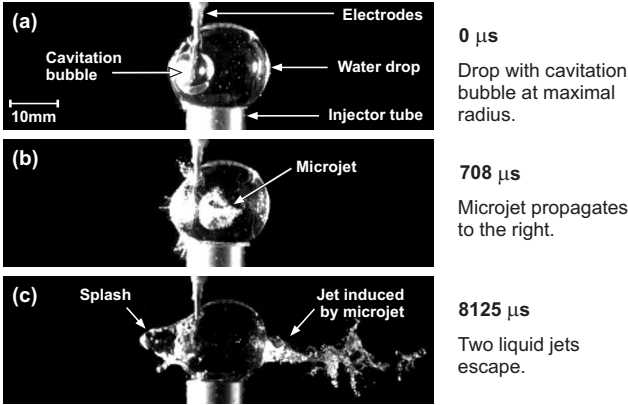 (a)
Electrodes
Cavitation
bubble
Water drop
10mm
Injector tube
0 μs
Drop with cavitation
bubble at maximal
radius.
(b)
Microjet
708 μs
Microjet propagates
to the right.
(c)
Splash
Jet induced
by microjet
8125 μs
Two liquid jets
escape.